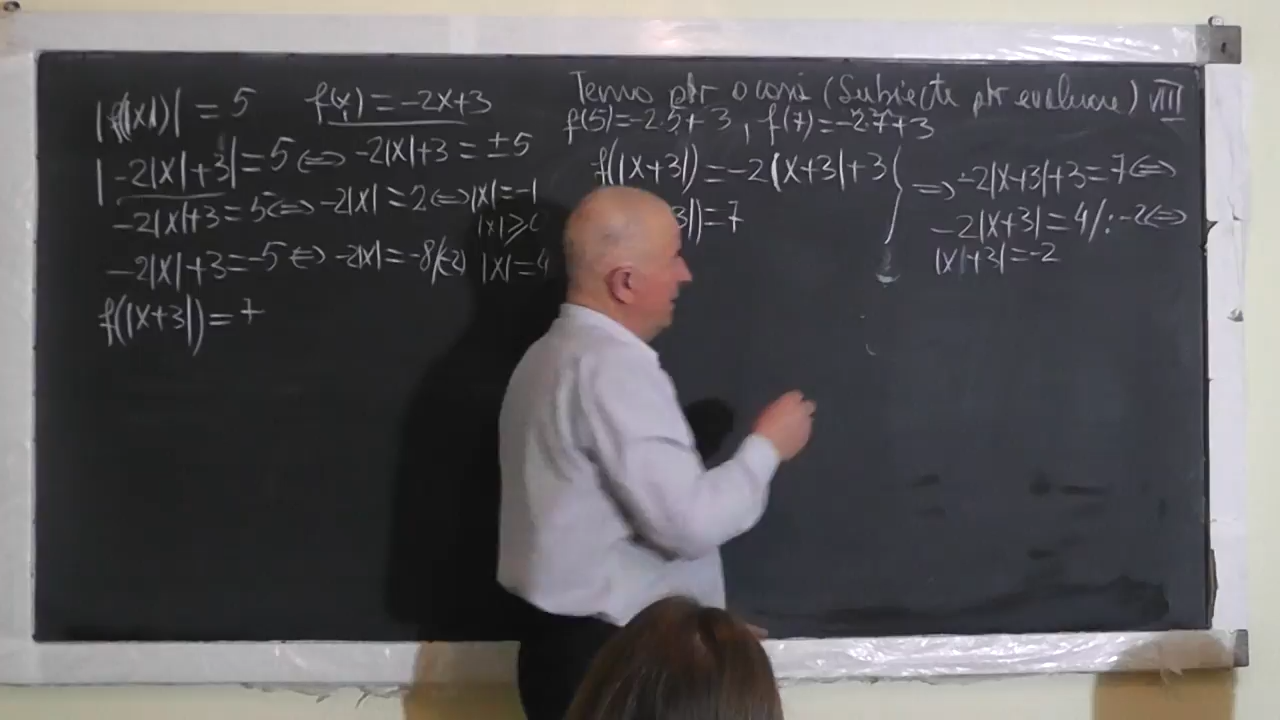 |f(|x|)| = 5 f(x) = -2x+3
|-2|x|+3| = 5 <=> -2|x|+3 = ±5
-2|x|+3 = 5 <=> -2|x| = 2 <=> |x| = -1
|x| ≥ 0
-2|x|+3 = -5 <=> -2|x| = -8 |(-2) |x| = 4
f(|x+3|) = 7
Tema ptr acasă (Subiecte ptr evaluare) VIII
f(5) = -2·5+3, f(7) = -2·7+3
f(|x+3|) = -2|x+3|+3
3|) = 7
=> -2|x+3|+3 = 7 <=>
-2|x+3| = 4 /: -2 <=>
|x+3| = -2